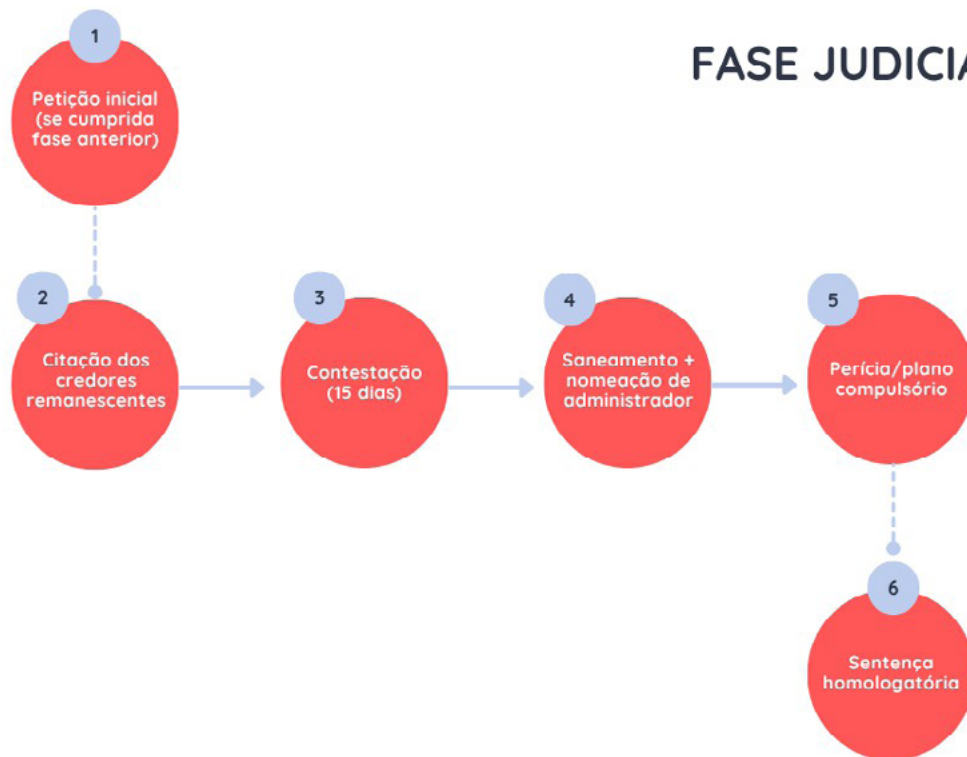 FASE JUDICIA
1
Petição inicial
(se cumprida
fase anterior)
2
Citação dos
credores
remanescentes
3
Contestação
(15 dias)
4
Saneamento +
nomeação de
administrador
5
Perícia/plano
compulsório
6
Sentença
homologatória